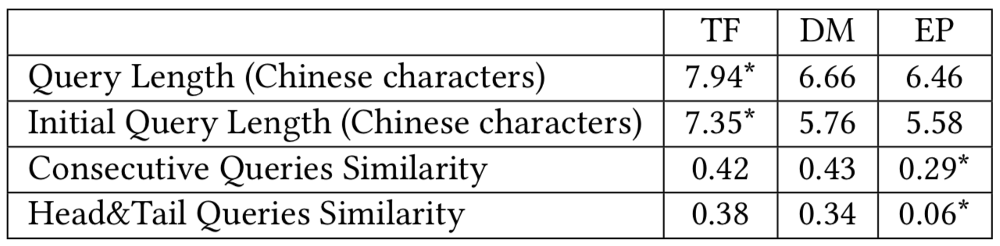 TF DM EP
Query Length (Chinese characters) 7.94* 6.66 6.46
Initial Query Length (Chinese characters) 7.35* 5.76 5.58
Consecutive Queries Similarity 0.42 0.43 0.29*
Head&Tail Queries Similarity 0.38 0.34 0.06*